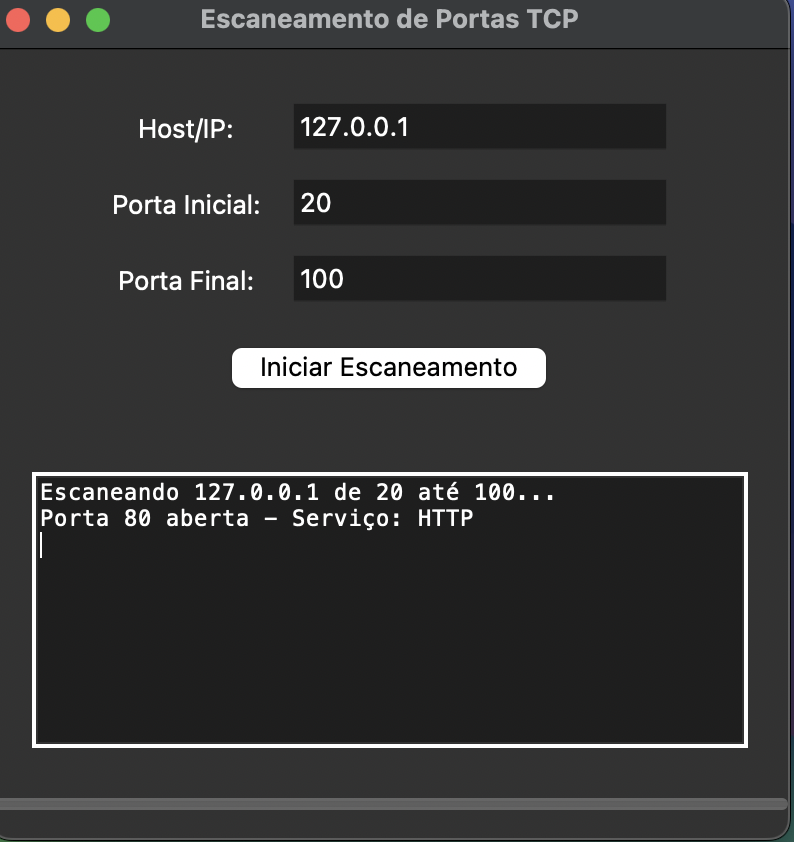 Escaneamento de Portas TCP
Host/IP: 127.0.0.1
Porta Inicial: 20
Porta Final: 100
Iniciar Escaneamento
Escaneando 127.0.0.1 de 20 até 100...
Porta 80 aberta - Serviço: HTTP